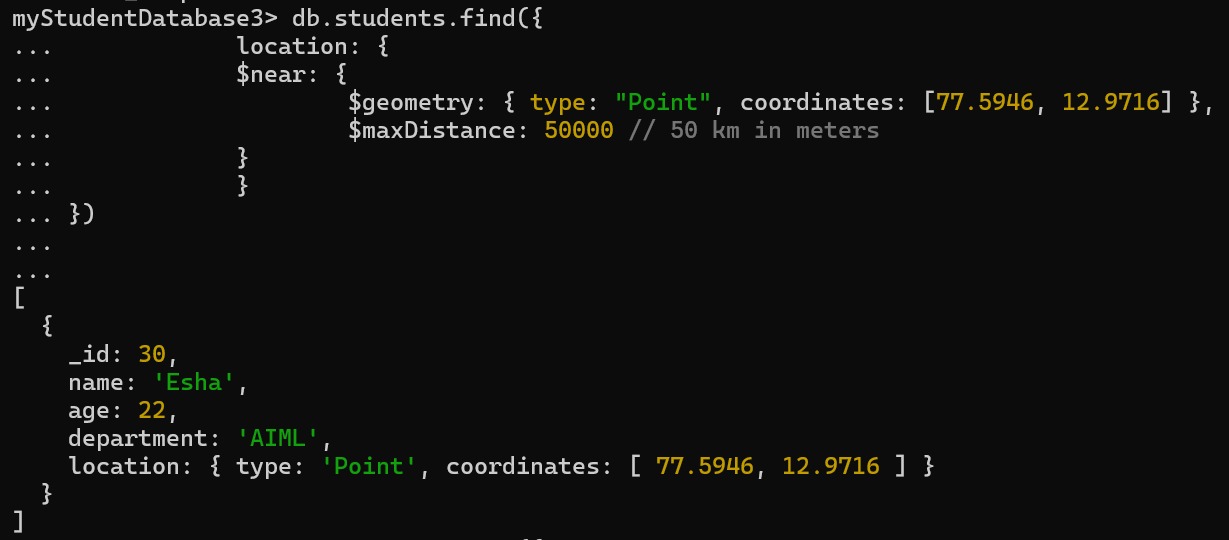 myStudentDatabase3> db.students.find({
...             location: {
...             $near: {
...                     $geometry: { type: "Point", coordinates: [77.5946, 12.9716] },
...                     $maxDistance: 50000 // 50 km in meters
...             }
...             }
... })
...
...
[
  {
    _id: 30,
    name: 'Esha',
    age: 22,
    department: 'AIML',
    location: { type: 'Point', coordinates: [ 77.5946, 12.9716 ] }
  }
]